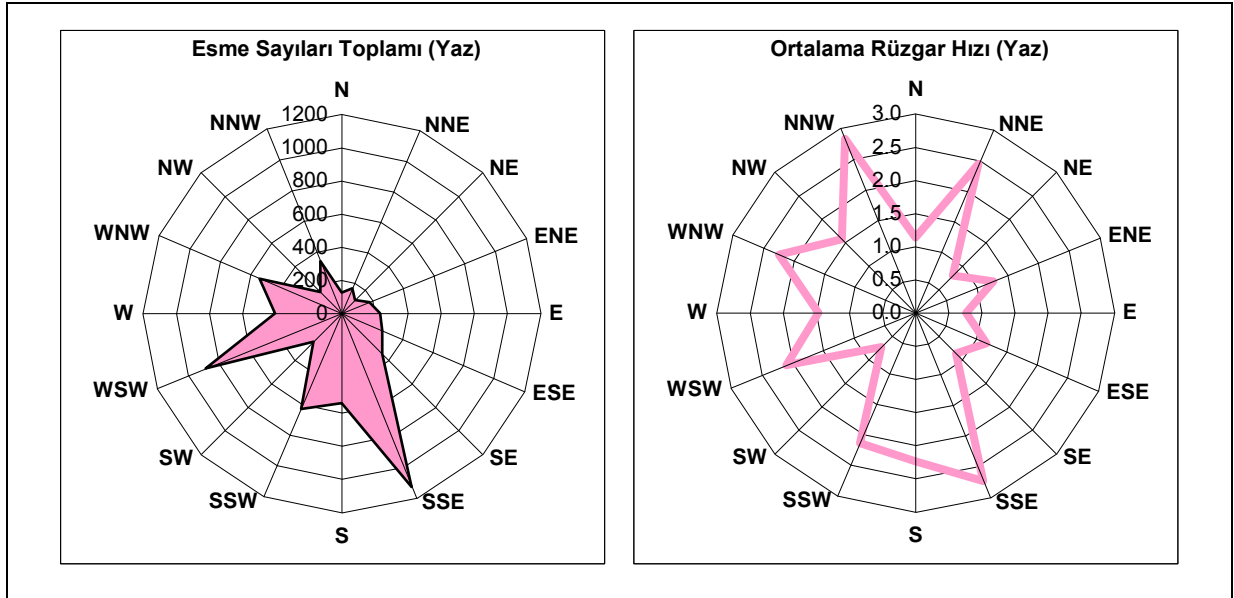 Esme Sayıları Toplamı (Yaz)
N
NNE
NE
ENE
E
ESE
SE
SSE
S
SSW
SW
WSW
W
WNW
NW
NNW
1200
1000
800
600
400
200
0
Ortalama Rüzgar Hızı (Yaz)
N
NNE
NE
ENE
E
ESE
SE
SSE
S
SSW
SW
WSW
W
WNW
NW
NNW
3.0
2.5
2.0
1.5
1.0
0.5
0.0